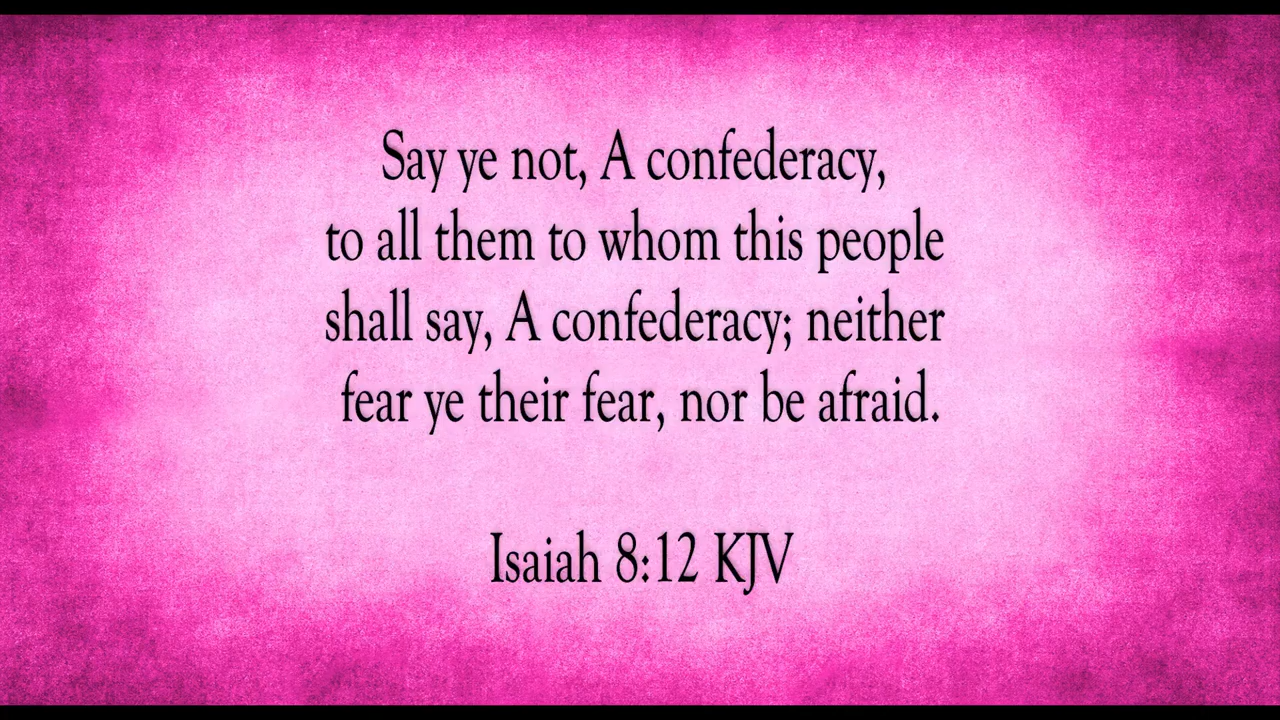 Say ye not, A confederacy,
to all them to whom this people
shall say, A confederacy; neither
fear ye their fear, nor be afraid.
Isaiah 8:12 KJV